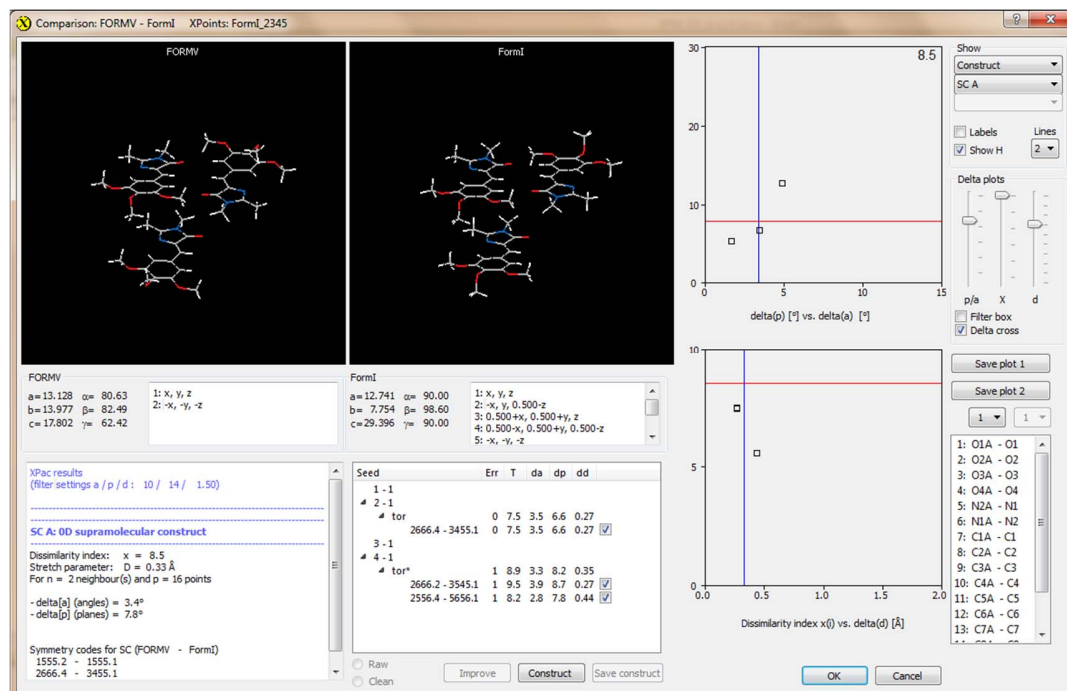 Comparison: FORMV - FormI    XPoints: FormI_2345
FORMV
FormI
30
20
10
0
0
5
10
15
8.5
delta(p) [º] vs. delta(a) [º]
Show
Construct
SC A
Labels
Lines
Show H
2
Delta plots
p/a
X
d
Filter box
Delta cross
FORMV
a=13.128 α= 80.63
b=13.977 β= 82.49
c=17.802 γ= 62.42
1: x, y, z
2: -x, -y, -z
FormI
a=12.741 α= 90.00
b= 7.754 β= 98.60
c=29.396 γ= 90.00
1: x, y, z
2: -x, y, 0.500-z
3: 0.500+x, 0.500+y, z
4: 0.500-x, 0.500+y, 0.500-z
5: -x, -y, -z
10
5
0
0.0
0.5
1.0
1.5
2.0
Dissimilarity index x(i) vs. delta(d) [Å]
Save plot 1
Save plot 2
1
1
1: O1A - O1
2: O2A - O2
3: O3A - O3
4: O4A - O4
5: N2A - N1
6: N1A - N2
7: C1A - C1
8: C2A - C2
9: C3A - C3
10: C4A - C4
11: C5A - C5
12: C6A - C6
13: C7A - C7
XPac results
(filter settings a / p / d : 10 / 14 / 1.50)
SC A: 0D supramolecular construct
Dissimilarity index: x = 8.5
Stretch parameter: D = 0.33 Å
For n = 2 neighbour(s) and p = 16 points
- delta[a] (angles) = 3.4°
- delta[p] (planes) = 7.8°
Symmetry codes for SC (FORMV - FormI)
1555.2 - 1555.1
2666.4 - 3455.1
Seed Err T da dp dd
1 - 1
2 - 1
tor 0 7.5 3.5 6.6 0.27
2666.4 - 3455.1 0 7.5 3.5 6.6 0.27
3 - 1
4 - 1
tor* 1 8.9 3.3 8.2 0.35
2666.2 - 3545.1 1 9.5 3.9 8.7 0.27
2556.4 - 5656.1 1 8.2 2.8 7.8 0.44
Raw
Clean
Improve
Construct
Save construct
OK
Cancel